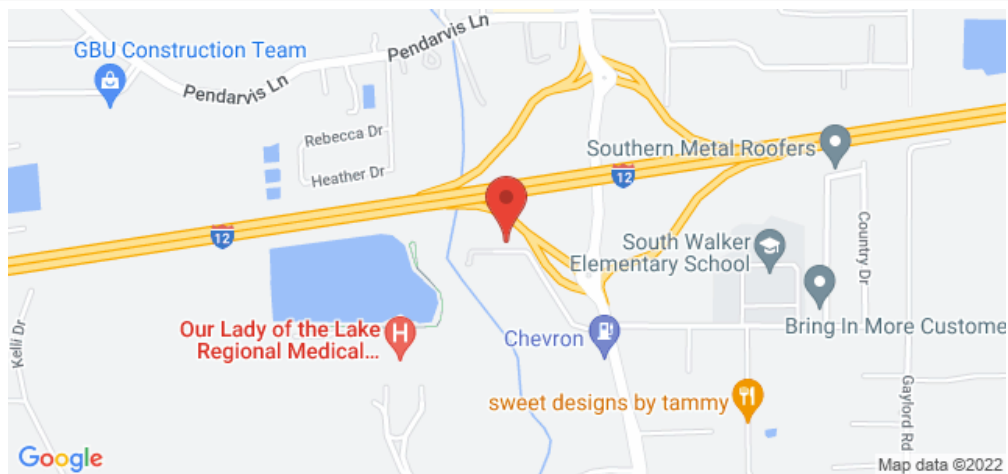 Pendarvis Ln
GBU Construction Team
Pendarvis Ln
Rebecca Dr
Southern Metal Roofers
Heather Dr
12
12
Country Dr
South Walker
Elementary School
Our Lady of the Lake
Regional Medical...
Kelli Dr
H
Chevron
Bring In More Custome
sweet designs by tammy
Gaylord Rd
Google
Map data ©2022